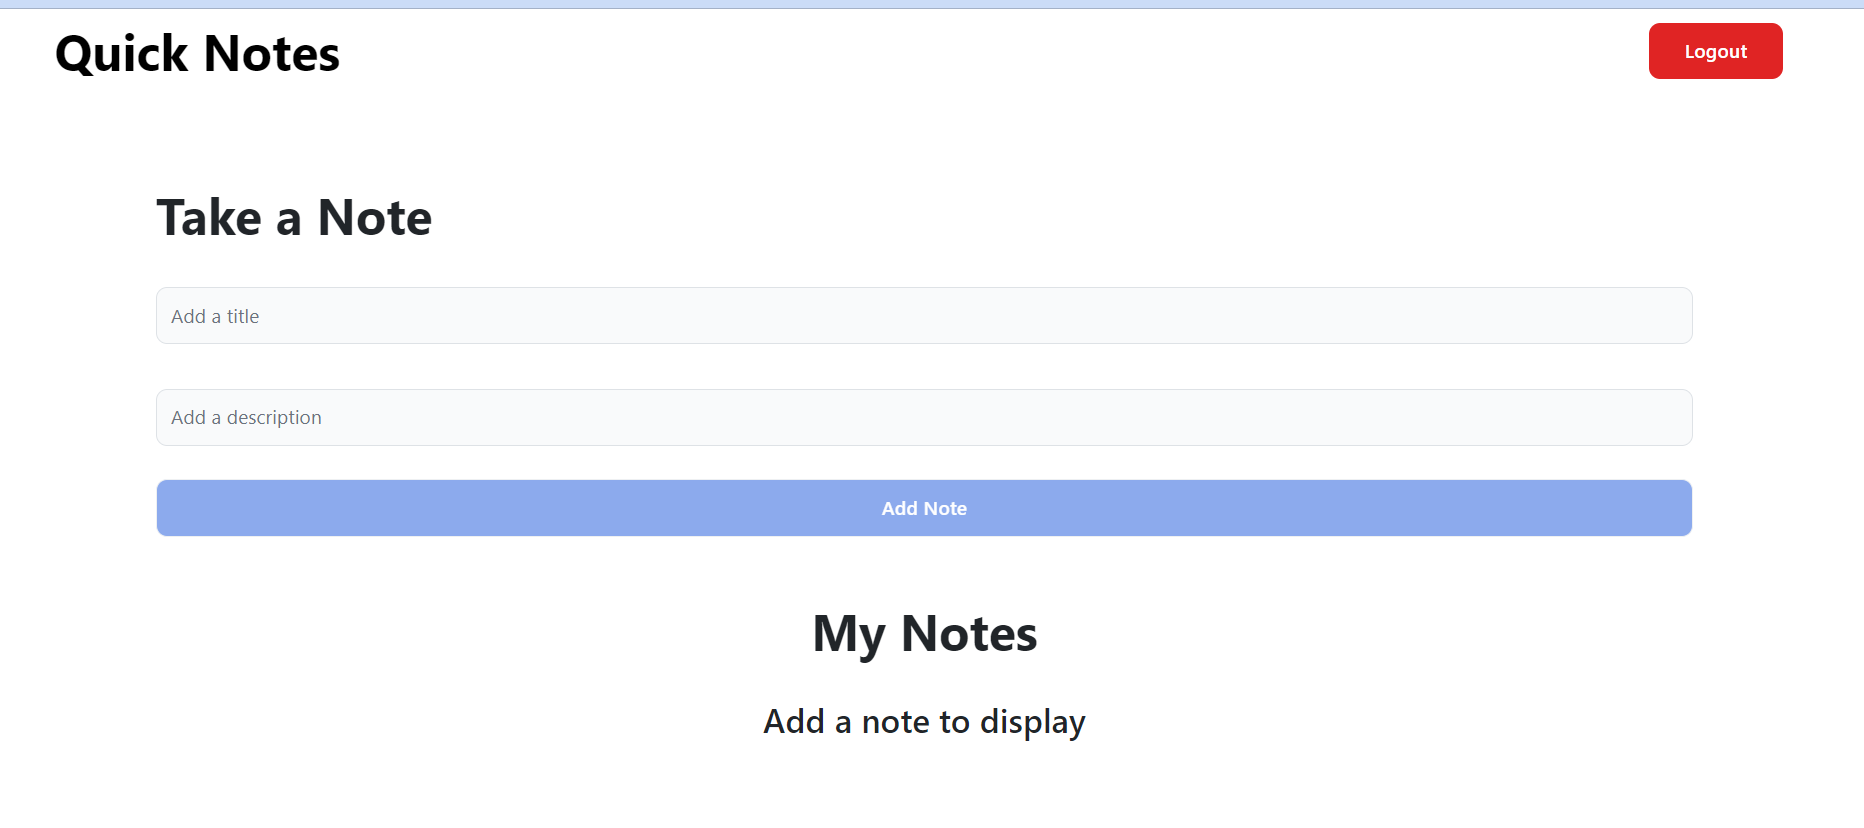 Quick Notes
Logout
Take a Note
Add a title
Add a description
Add Note
My Notes
Add a note to display